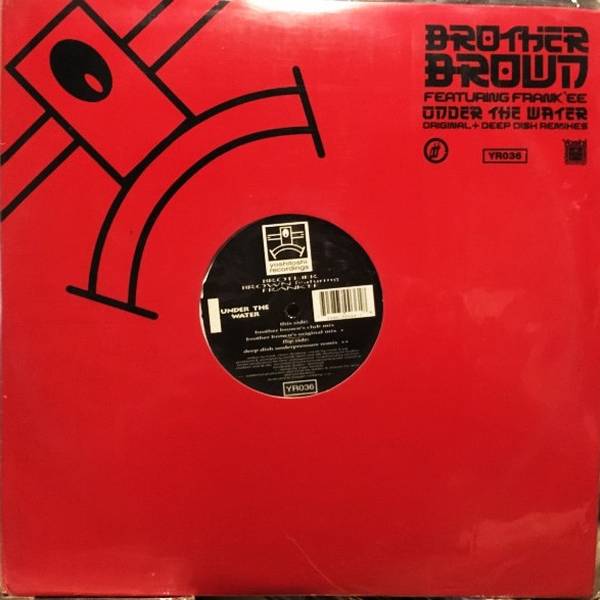 BROTHER
BROWN
FEATURING FRANK'EE
UNDER THE WATER
ORIGINAL + DEEP DISH REMIXES
YR036
yoshitoshi
recordings
BROTHER
BROWN featuring
FRANK'EE
UNDER THE
WATER
this side:
brother brown's club mix
brother brown's original mix *
flip side:
deep dish underpressure remix **
YR036